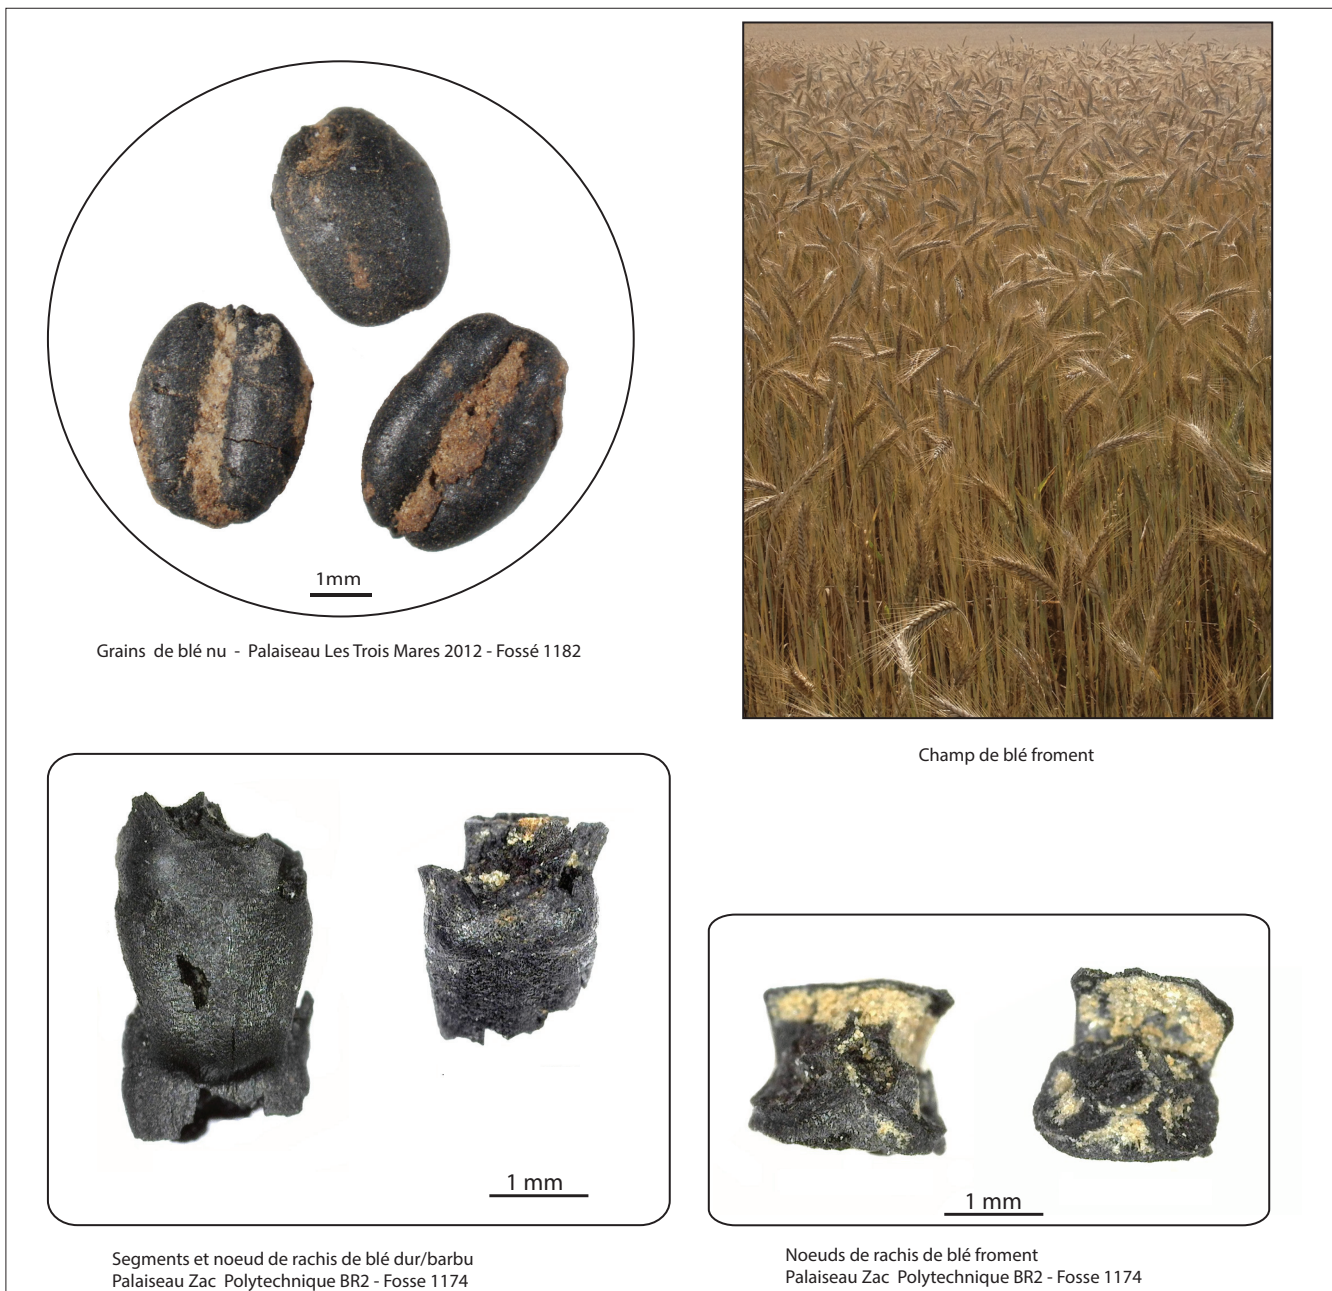 1mm
Grains de blé nu - Palaiseau Les Trois Mares 2012 - Fossé 1182
Champ de blé froment
1 mm
Segments et noeud de rachis de blé dur/barbu
Palaiseau Zac Polytechnique BR2 - Fosse 1174
1 mm
Noeuds de rachis de blé froment
Palaiseau Zac Polytechnique BR2 - Fosse 1174